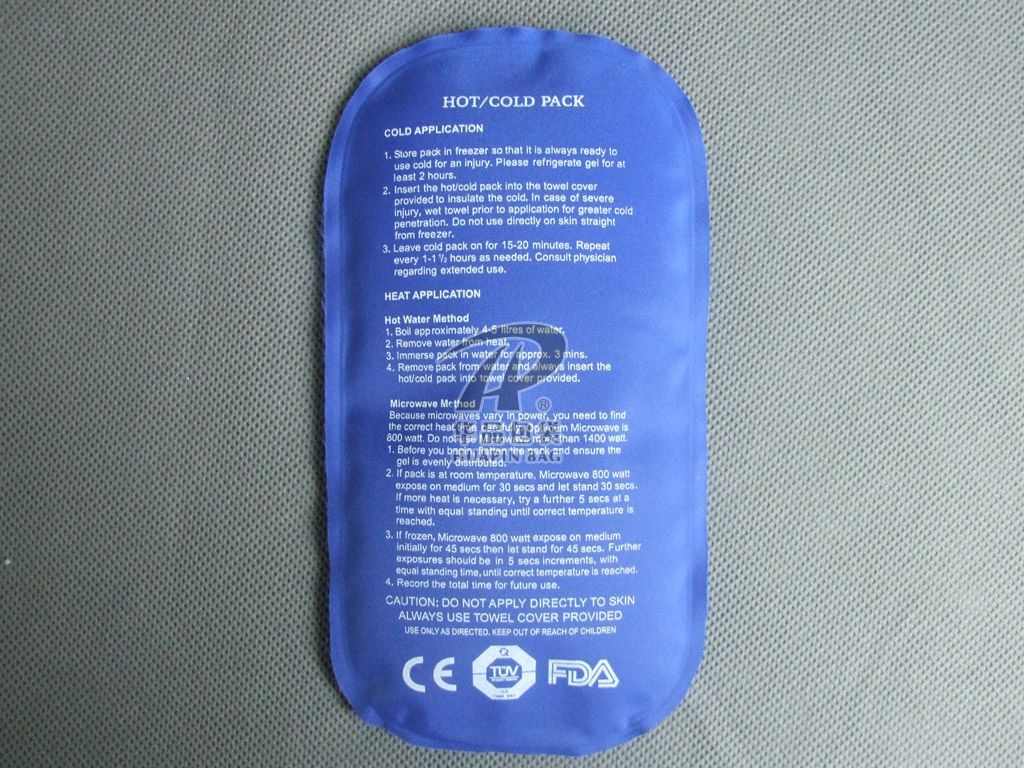 HOT/COLD PACK
COLD APPLICATION
1. Store pack in freezer so that it is always ready to
use cold for an injury. Please refrigerate gel for at
least 2 hours.
2. Insert the hot/cold pack into the towel cover
provided to insulate the cold. In case of severe
injury, wet towel prior to application for greater cold
penetration. Do not use directly on skin straight
from freezer.
3. Leave cold pack on for 15-20 minutes. Repeat
every 1-1 1/2 hours as needed. Consult physician
regarding extended use.
HEAT APPLICATION
Hot Water Method
1. Boil approximately 4-5 litres of water.
2. Remove water from heat.
3. Immerse pack in water for approx. 3 mins.
4. Remove pack from water and always insert the
hot/cold pack into towel cover provided.
Microwave Method
Because microwaves vary in power, you need to find
the correct heat time carefully. Optimum Microwave is
800 watt. Do not use Microwave more than 1400 watt.
1. Before you begin, flatten the pack and ensure the
gel is evenly distributed.
2. If pack is at room temperature, Microwave 800 watt
expose on medium for 30 secs and let stand 30 secs.
If more heat is necessary, try a further 5 secs at a
time with equal standing until correct temperature is
reached.
3. If frozen, Microwave 800 watt expose on medium
initially for 45 secs then let stand for 45 secs. Further
exposures should be in 5 secs increments, with
equal standing time, until correct temperature is reached.
4. Record the total time for future use.
CAUTION: DO NOT APPLY DIRECTLY TO SKIN
ALWAYS USE TOWEL COVER PROVIDED
USE ONLY AS DIRECTED. KEEP OUT OF REACH OF CHILDREN
CE TÜV FDA
AP ®
华品包袋
HUAPIN BAG